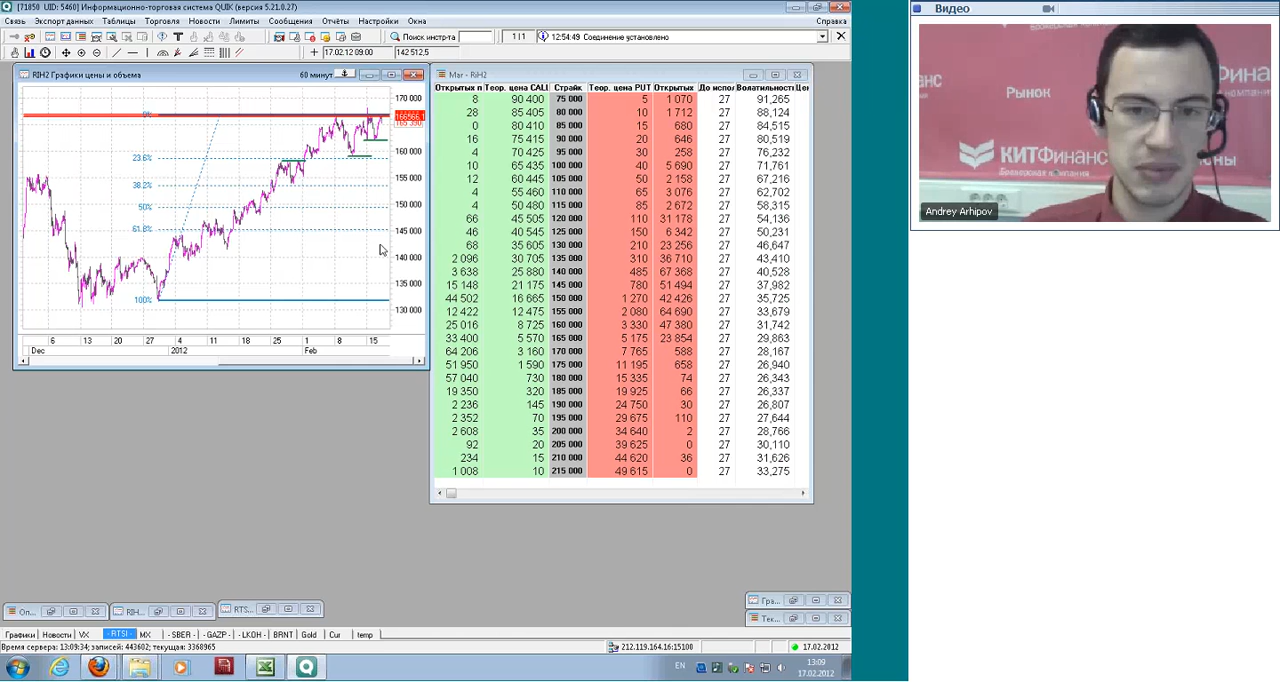 [71850 UID: 5460] Информационно-торговая система QUIK (версия 5.21.0.27)
Связь Экспорт данных Таблицы Торговля Новости Лимиты Сообщения Отчёты Настройки Окна Справка
Поиск инстр-та 1|1 12:54:49 Соединение установлено
17.02.12 09:00 142 512,5
RIH2 Графики цены и объема 60 минут
170 000
166566,1
160 000
155 000
150 000
145 000
140 000
135 000
130 000
0%
23.6%
38.2%
50%
61.8%
100%
6 13 20 27 4 11 18 25 1 8 15
Dec 2012 Feb
Mar - RIH2
Открытых п Теор. цена CALL Страйк Теор. цена PUT Открытых До испо Волатильность Цен
8 90 400 75 000 5 1 070 27 91,265
28 85 405 80 000 10 1 712 27 88,124
0 80 410 85 000 15 680 27 84,515
16 75 415 90 000 20 646 27 80,519
4 70 425 95 000 30 258 27 76,232
10 65 435 100 000 40 5 690 27 71,761
12 60 445 105 000 50 2 158 27 67,216
6 55 460 110 000 65 3 076 27 62,702
4 50 480 115 000 85 2 672 27 58,315
66 45 505 120 000 110 31 178 27 54,136
46 40 545 125 000 150 6 342 27 50,231
68 35 605 130 000 210 23 256 27 46,647
2 096 30 705 135 000 310 36 710 27 43,410
3 638 25 880 140 000 485 67 368 27 40,528
15 148 21 175 145 000 780 51 494 27 37,982
44 502 16 665 150 000 1 270 42 426 27 35,725
12 422 12 475 155 000 2 080 64 690 27 33,679
25 016 8 725 160 000 3 330 47 380 27 31,742
33 400 5 570 165 000 5 175 23 854 27 29,863
64 206 3 160 170 000 7 765 588 27 28,167
51 950 1 590 175 000 11 195 658 27 26,940
57 040 730 180 000 15 335 74 27 26,343
19 350 320 185 000 19 925 66 27 26,337
2 236 145 190 000 24 750 30 27 26,807
2 352 70 195 000 29 675 110 27 27,644
2 608 35 200 000 34 640 2 27 28,766
92 20 205 000 39 625 0 27 30,110
234 15 210 000 44 620 36 27 31,626
1 008 10 215 000 49 615 0 27 33,275
Видео
Рынок
КИТФинанс
Брокерская компания
Andrey Arhipov
Оп... RIH... RTS...
Гра...
Тек...
Графики Новости VX -RTSI- MX -SBER- -GAZP- -LKOH- BRNT Gold Cur temp
Время сервера: 13:09:34; записей: 443602; текущая: 3368965 212.119.164.16:15100 17.02.2012
EN 13:09
17.02.2012